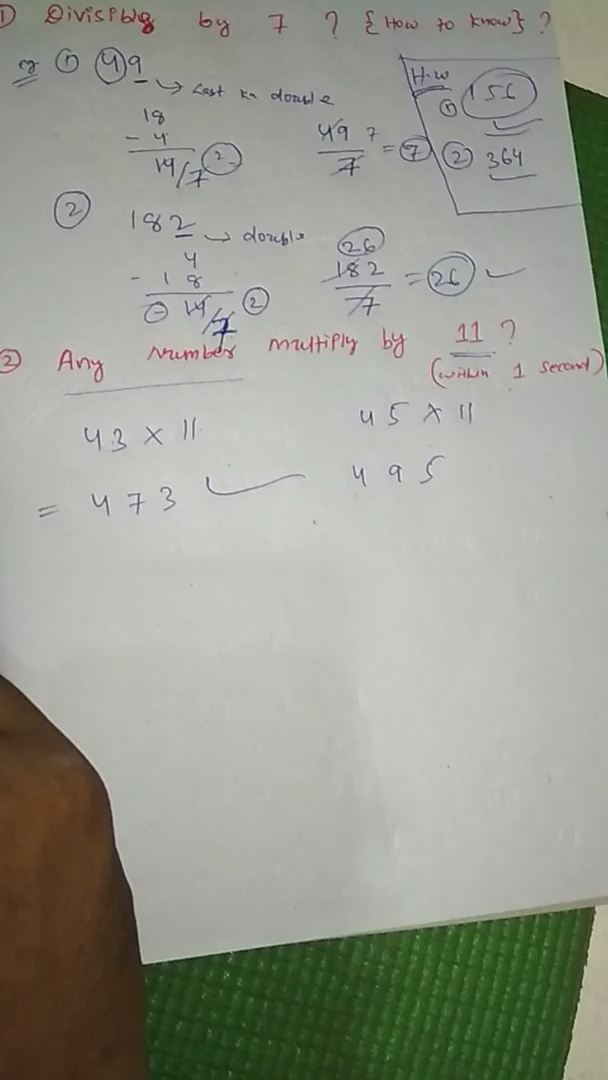 1) Divisible by 7 ? {How to know} ?
eg ① 49 → Last ka double
18
- 4
14/7 ②
49/7 7 = ⑦
H.W
① 156
② 364
② 182 → double
4
- 18
- 14/7 ②
26
182/7 = 26 ✓
② Any number multiply by 11 ?
(within 1 second)
43 × 11
= 473 ✓
45 × 11
495